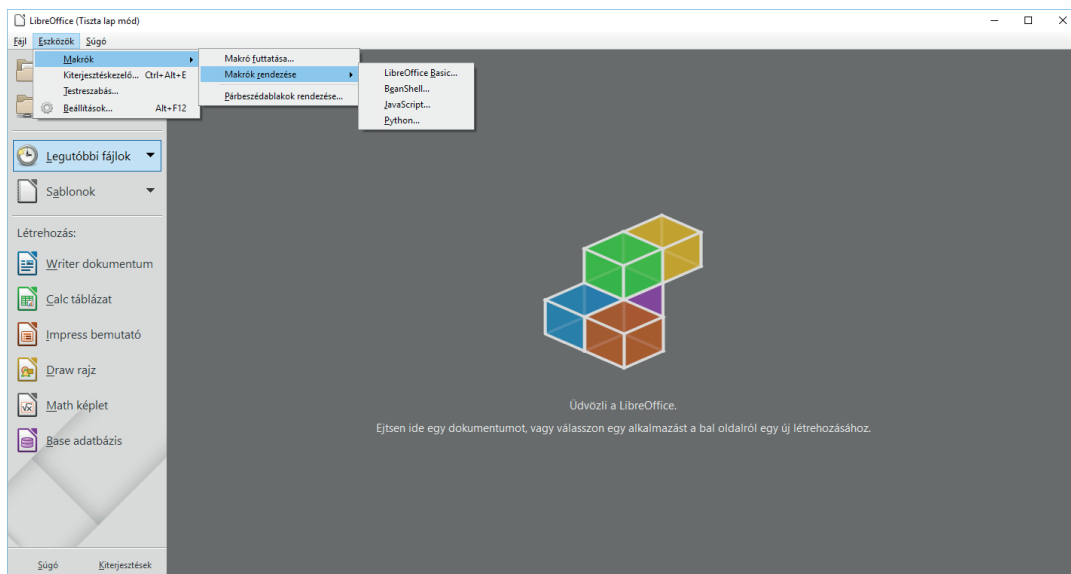 LibreOffice (Tiszta lap mód)
Fájl Eszközök Súgó
Makrók
Kiterjesztéskezelő... Ctrl+Alt+E
Testreszabás...
Beállítások... Alt+F12
Makró futtatása...
Makrók rendezése
Párbeszédablakok rendezése...
LibreOffice Basic...
BeanShell...
JavaScript...
Python...
Legutóbbi fájlok
Sablonok
Létrehozás:
Writer dokumentum
Calc táblázat
Impress bemutató
Draw rajz
Math képlet
Base adatbázis
Súgó Kiterjesztések
Üdvözli a LibreOffice.
Ejtsen ide egy dokumentumot, vagy válasszon egy alkalmazást a bal oldalról egy új létrehozásához.